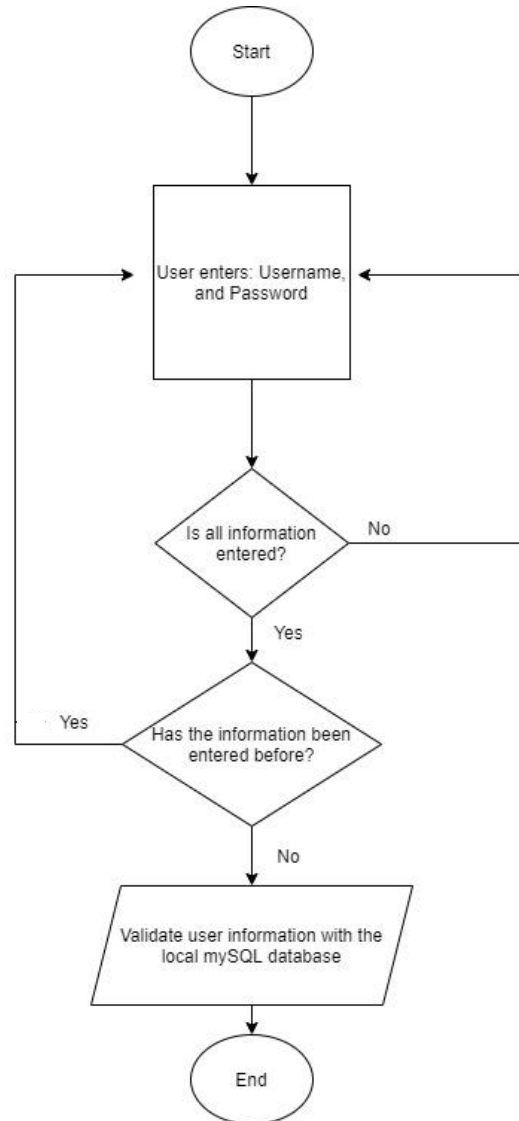 Start
User enters: Username,
and Password
Is all information
entered?
No
Yes
Has the information been
entered before?
Yes
No
Validate user information with the
local mySQL database
End